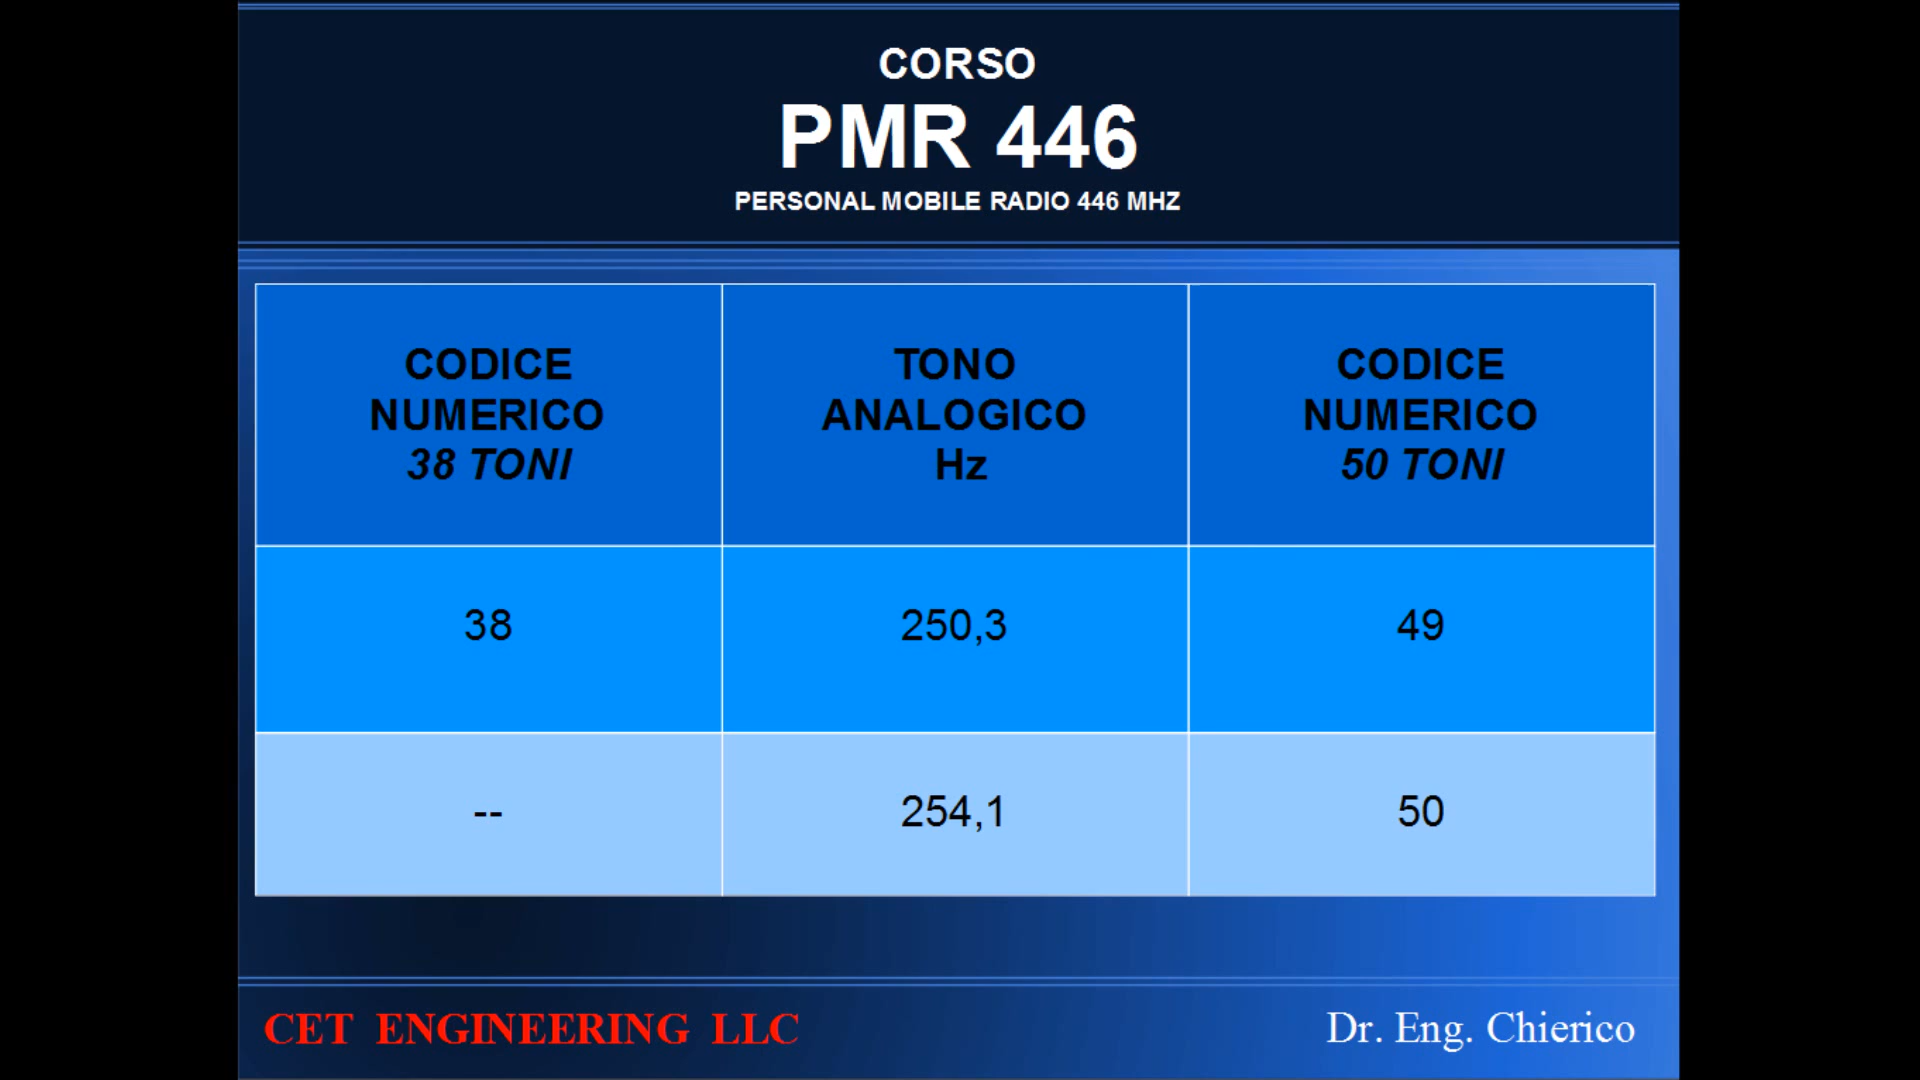 CORSO
PMR 446
PERSONAL MOBILE RADIO 446 MHZ
CODICE
NUMERICO
38 TONI
TONO
ANALOGICO
Hz
CODICE
NUMERICO
50 TONI
38
250,3
49
--
254,1
50
CET ENGINEERING LLC
Dr. Eng. Chierico